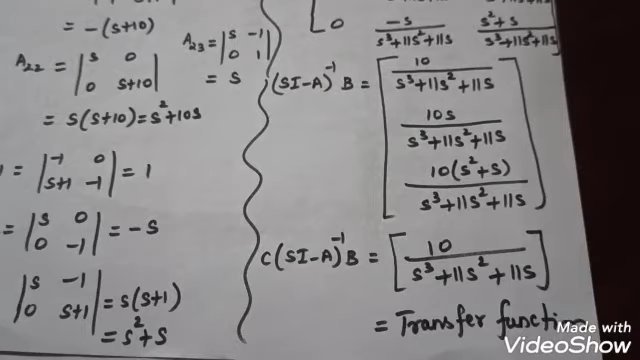 = -(s+10)
A₂₂ = |s 0|
|0 s+10|
= s(s+10)=s²+10s
= |-1 0|
|s+1 -1| = 1
= |s 0|
|0 -1| = -s
|s -1|
|0 s+1| = s(s+1)
= s²+s
A₂₃ = |s -1|
|0 1|
= s
0 -s/(s³+11s²+11s) (s²+s)/(s³+11s²+11s)
(SI-A)⁻¹ B = [10/(s³+11s²+11s)
10s/(s³+11s²+11s)
10(s²+s)/(s³+11s²+11s)]
C(SI-A)⁻¹B = [10/(s³+11s²+11s)]
= Transfer function
Made with
VideoShow